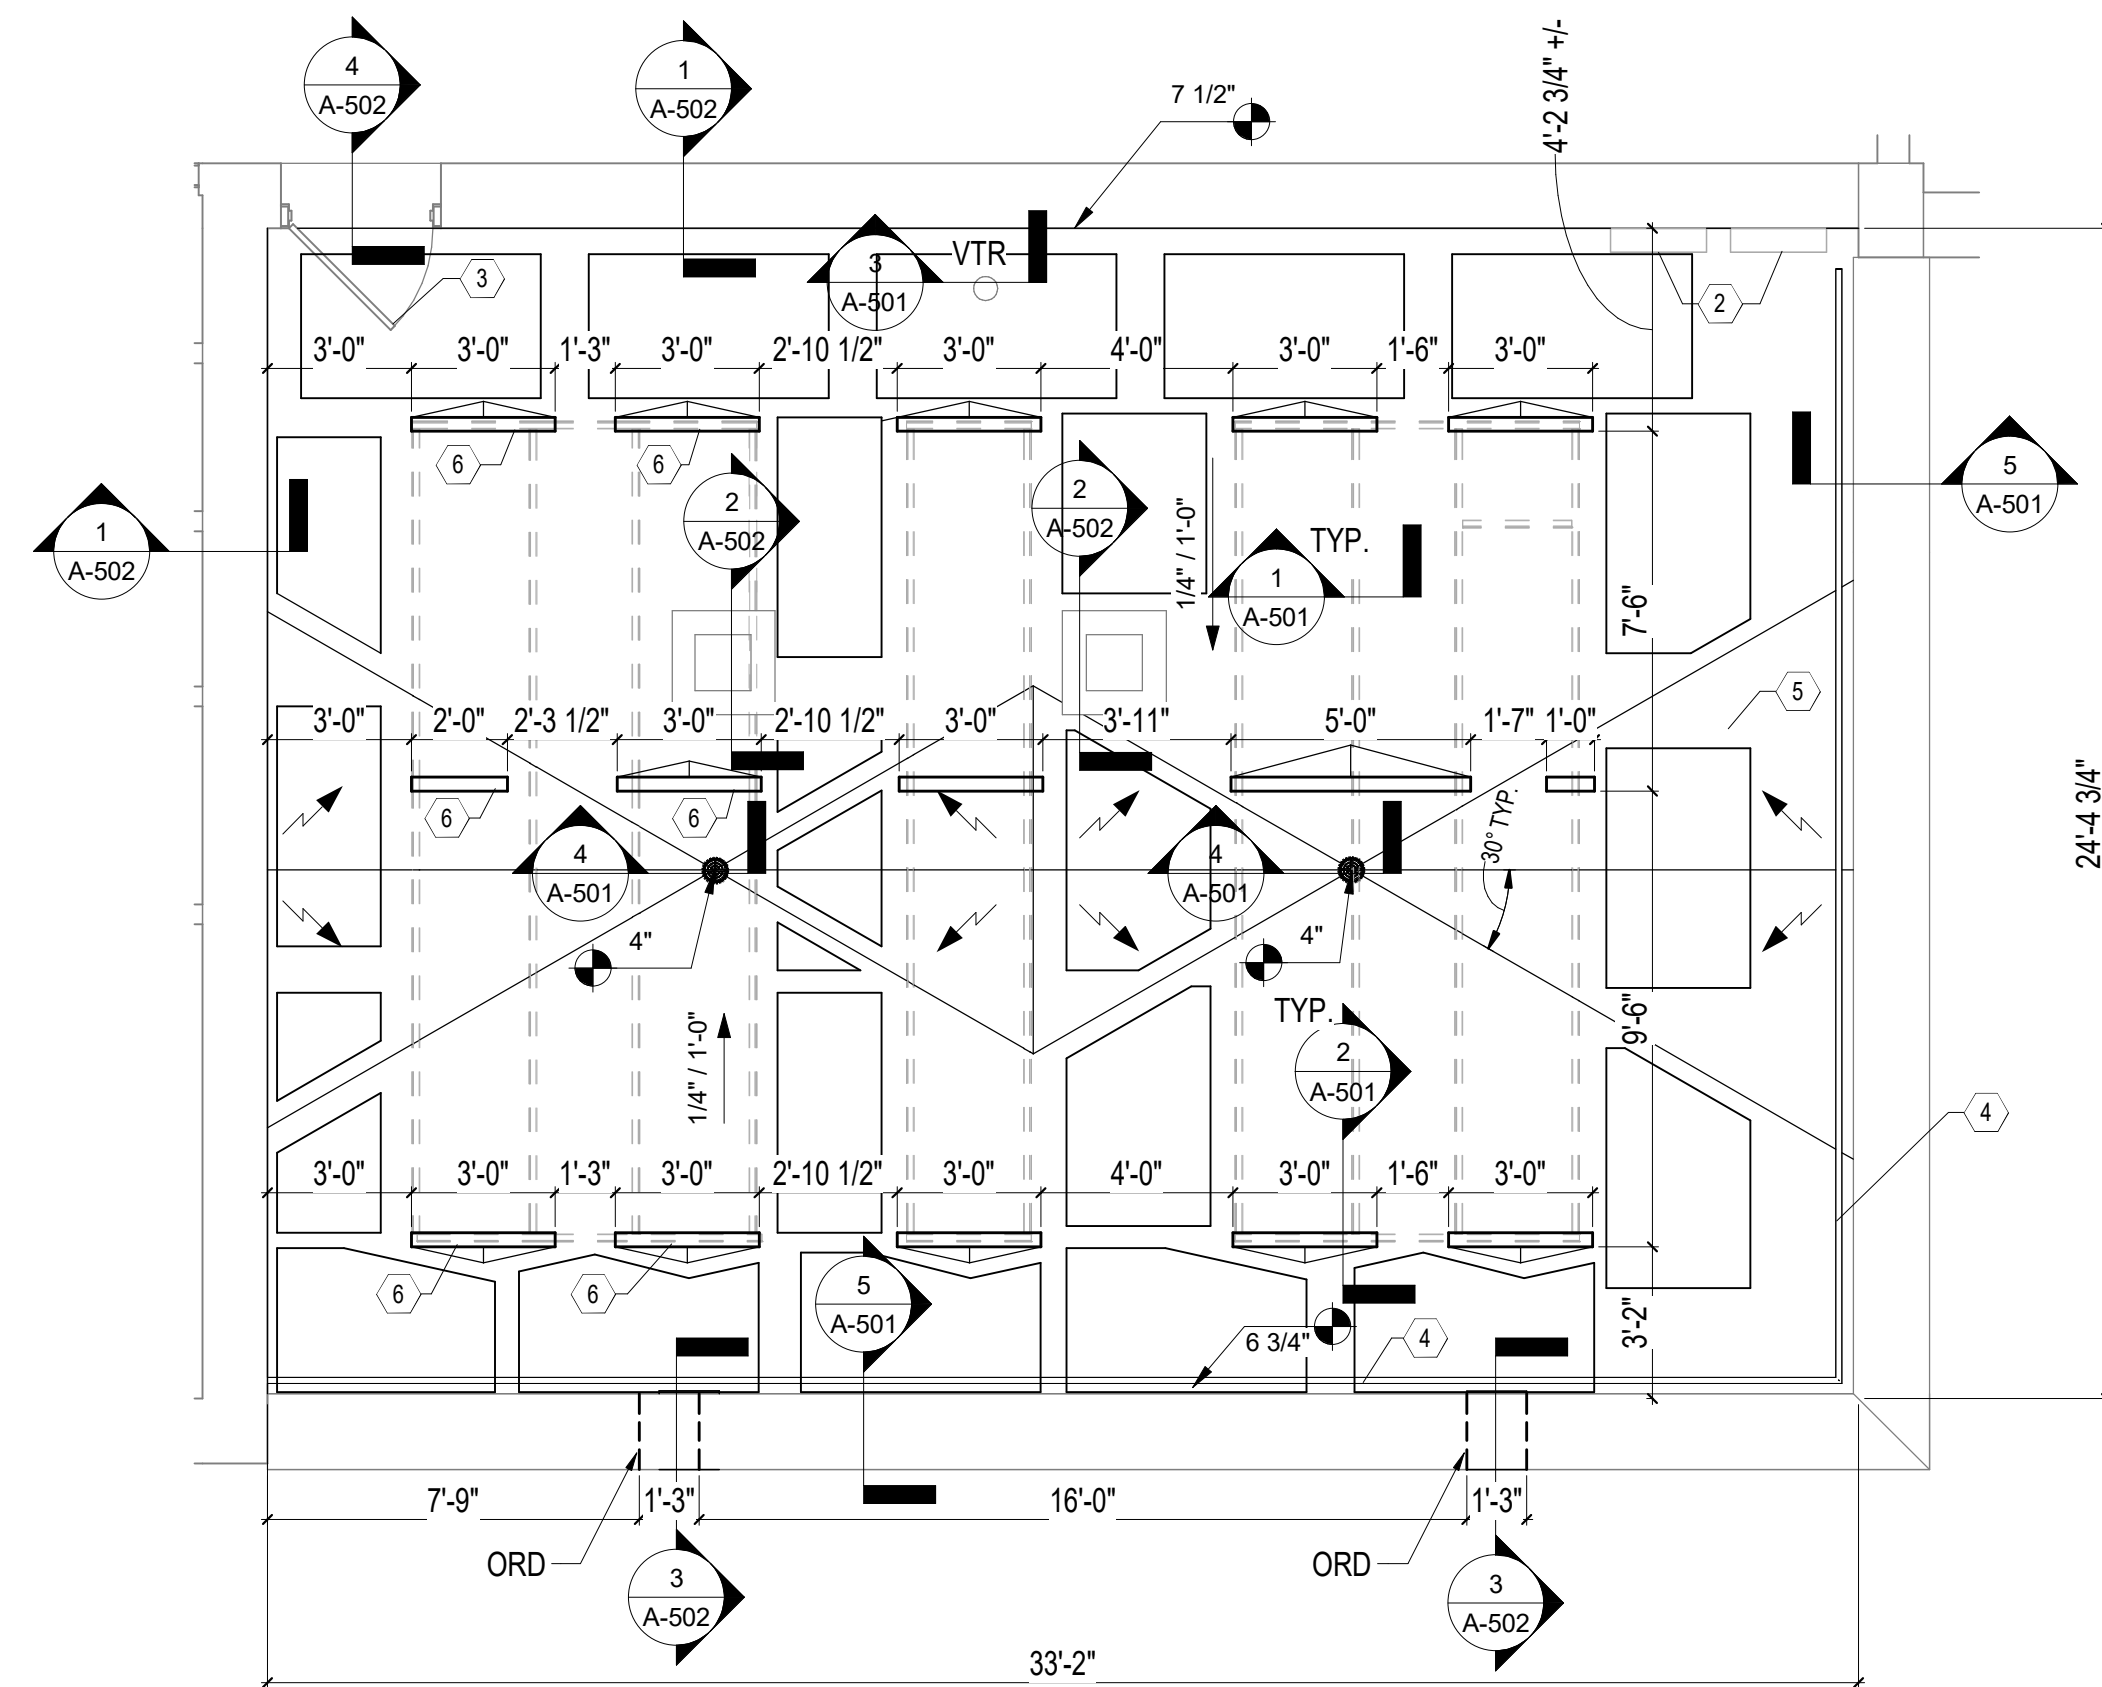 4
A-502
1
A-502
7 1/2"
4'-2 3/4" +/-
3
A-501
VTR
3
2
3'-0" 3'-0" 1'-3" 3'-0" 2'-10 1/2" 3'-0" 4'-0" 3'-0" 1'-6" 3'-0"
6
6
1
A-502
2
A-502
2
A-502
1/4" / 1'-0"
1
A-501
TYP.
5
A-501
7'-6"
5
3'-0" 2'-0" 2'-3 1/2" 3'-0" 2'-10 1/2" 3'-0" 3'-11" 5'-0" 1'-7" 1'-0"
6
6
30° TYP.
24'-4 3/4"
4
A-501
4
A-501
4"
4"
TYP.
2
A-501
9'-6"
1/4" / 1'-0"
4
3'-0" 3'-0" 1'-3" 3'-0" 2'-10 1/2" 3'-0" 4'-0" 3'-0" 1'-6" 3'-0"
6
6
5
A-501
6 3/4"
4
3'-2"
7'-9" 1'-3" 16'-0" 1'-3"
ORD
ORD
3
A-502
3
A-502
33'-2"